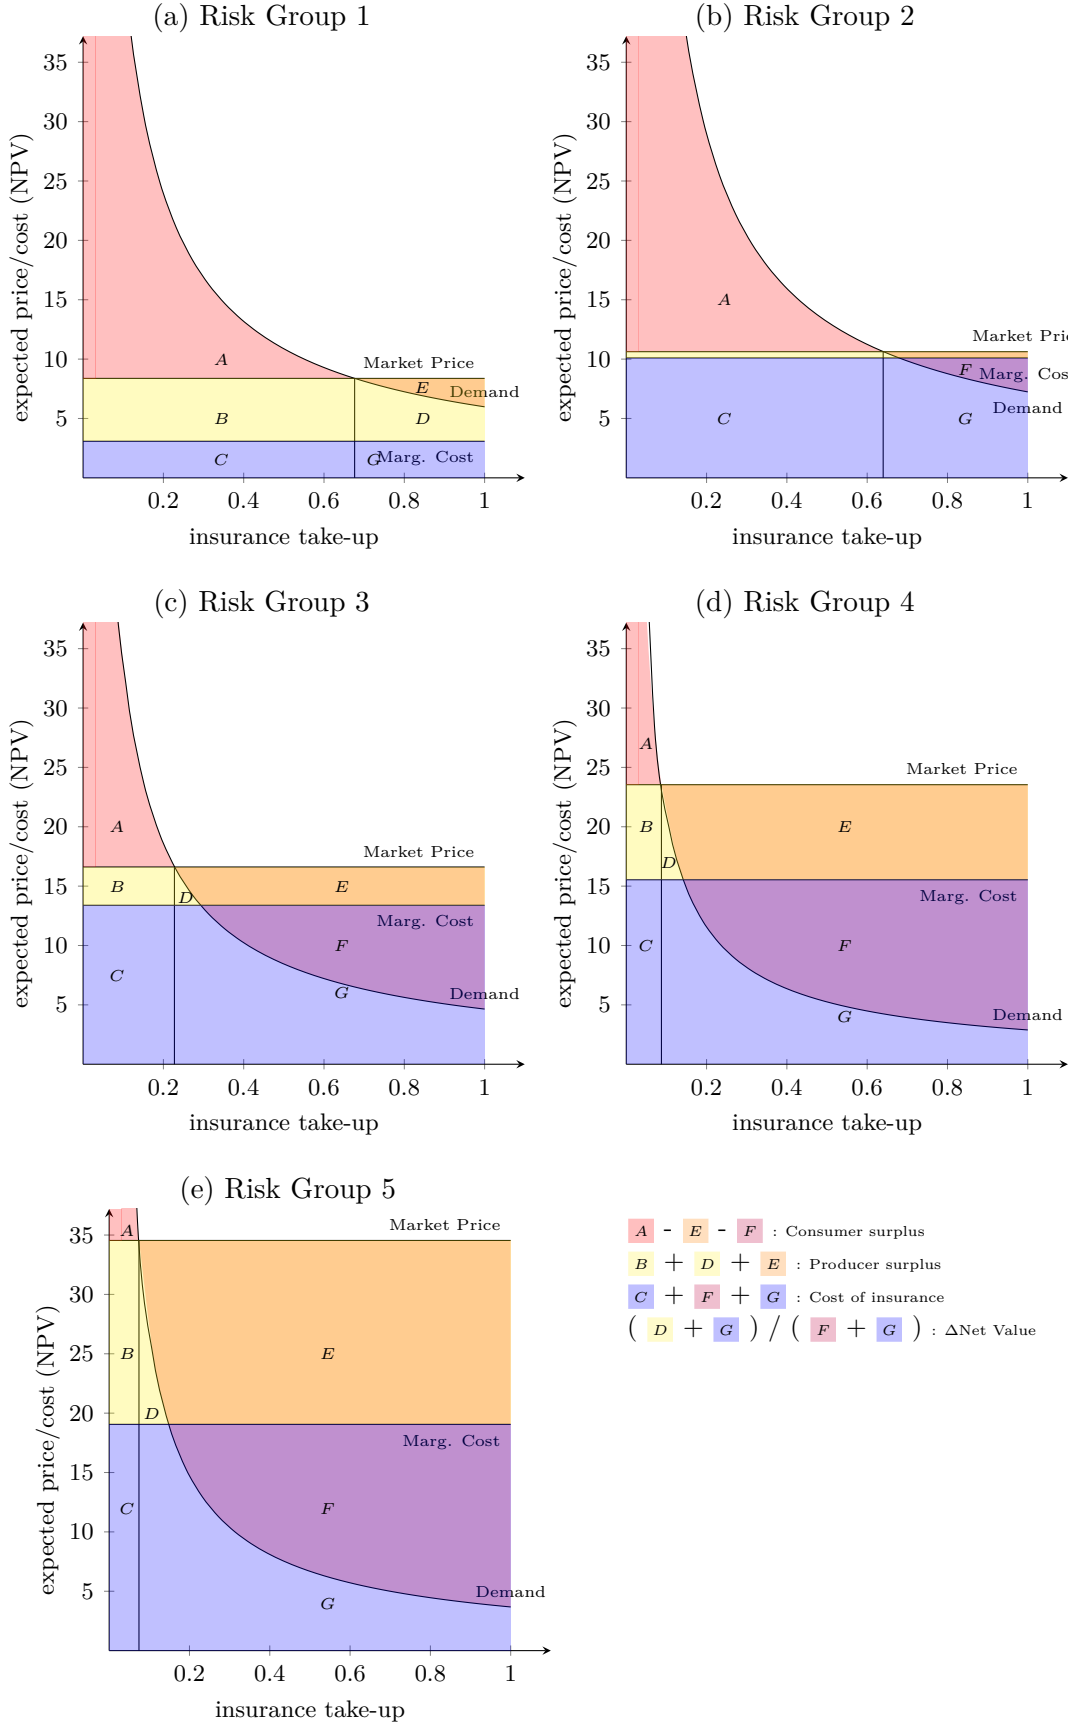 (a) Risk Group 1
expected price/cost (NPV)
35
30
25
20
15
10
5
A
B
C
D
E
G
Market Price
Demand
Marg. Cost
0.2 0.4 0.6 0.8 1
insurance take-up
(b) Risk Group 2
expected price/cost (NPV)
35
30
25
20
15
10
5
A
C
F
G
Market Pric
Marg. Cos
Demand
0.2 0.4 0.6 0.8 1
insurance take-up
(c) Risk Group 3
expected price/cost (NPV)
35
30
25
20
15
10
5
A
B
C
D
E
F
G
Market Price
Marg. Cost
Demand
0.2 0.4 0.6 0.8 1
insurance take-up
(d) Risk Group 4
expected price/cost (NPV)
35
30
25
20
15
10
5
A
B
C
D
E
F
G
Market Price
Marg. Cost
Demand
0.2 0.4 0.6 0.8 1
insurance take-up
(e) Risk Group 5
expected price/cost (NPV)
35
30
25
20
15
10
5
A
B
C
D
E
F
G
Market Price
Marg. Cost
Demand
0.2 0.4 0.6 0.8 1
insurance take-up
A - E - F : Consumer surplus
B + D + E : Producer surplus
C + F + G : Cost of insurance
( D + G ) / ( F + G ) : ΔNet Value